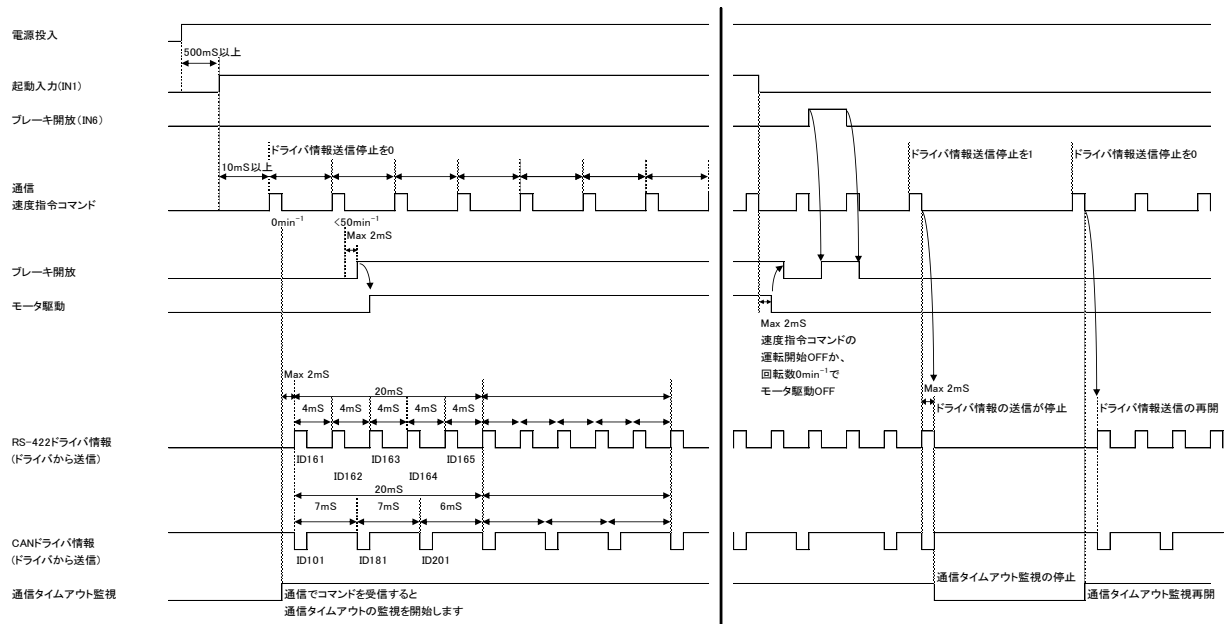 電源投入
500mS以上
起動入力(IN1)
ブレーキ開放(IN6)
ドライバ情報送信停止を0
ドライバ情報送信停止を1
ドライバ情報送信停止を0
10mS以上
通信
速度指令コマンド
0min⁻¹
<50min⁻¹
Max 2mS
ブレーキ開放
モータ駆動
Max 2mS
速度指令コマンドの
運転開始OFFか、
回転数0min⁻¹で
モータ駆動OFF
Max 2mS
20mS
4mS
4mS
4mS
4mS
4mS
Max 2mS
ドライバ情報の送信が停止
ドライバ情報送信の再開
RS-422ドライバ情報
(ドライバから送信)
ID161
ID163
ID165
ID162
ID164
20mS
7mS
7mS
6mS
CANドライバ情報
(ドライバから送信)
ID101
ID181
ID201
通信タイムアウト監視
通信でコマンドを受信すると
通信タイムアウトの監視を開始します
通信タイムアウト監視の停止
通信タイムアウト監視再開